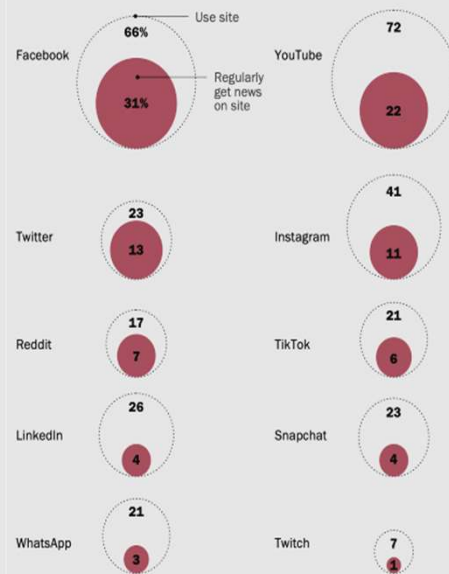 Use site
66%
Facebook
Regularly
get news
on site
31%
72
YouTube
22
23
Twitter
13
41
Instagram
11
17
Reddit
7
21
TikTok
6
26
LinkedIn
4
23
Snapchat
4
21
WhatsApp
3
7
Twitch
1